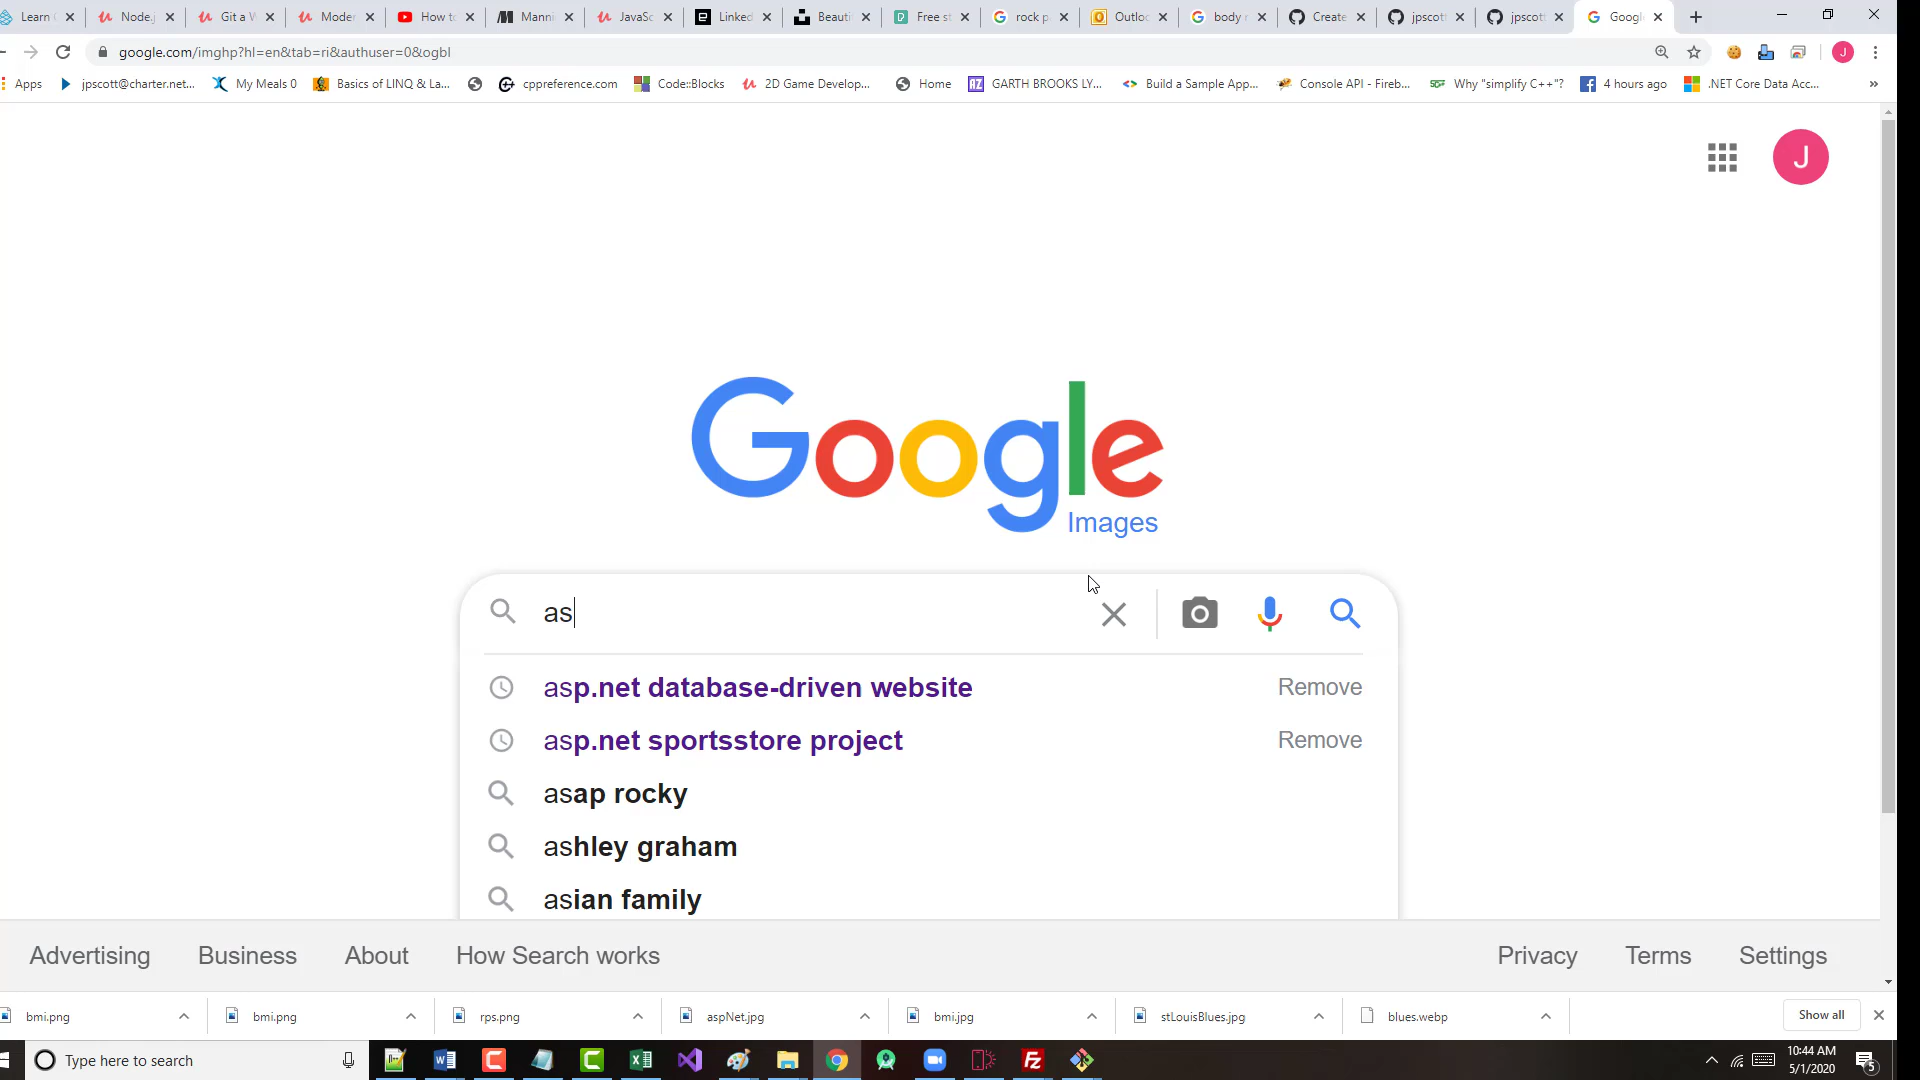 Learn
Node.j
Git a W
Moder
How to
Manni
JavaSc
Linked
Beauti
Free st
rock p
Outloo
body
Create
jpscott
jpscott
Googl
google.com/imghp?hl=en&tab=ri&authuser=0&ogbl
J
Apps
jpscott@charter.net...
My Meals 0
Basics of LINQ & La...
cppreference.com
Code::Blocks
2D Game Develop...
Home
GARTH BROOKS LY...
Build a Sample App...
Console API - Fireb...
Why "simplify C++"?
4 hours ago
.NET Core Data Acc...
»
J
Google
Images
as
asp.net database-driven website
Remove
asp.net sportsstore project
Remove
asap rocky
ashley graham
asian family
Advertising
Business
About
How Search works
Privacy
Terms
Settings
bmi.png
bmi.png
rps.png
aspNet.jpg
bmi.jpg
stLouisBlues.jpg
blues.webp
Show all
Type here to search
10:44 AM
5/1/2020
5